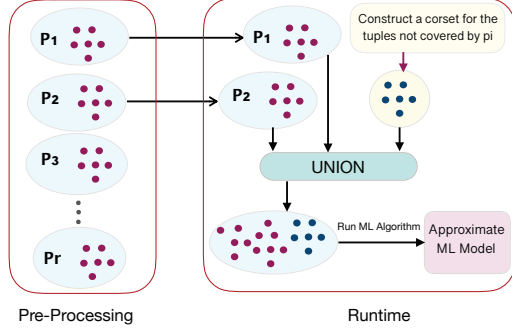 P1
P2
P3
Pr
Pre-Processing
P1
P2
Construct a corset for the
tuples not covered by pi
UNION
Run ML Algorithm
Approximate
ML Model
Runtime